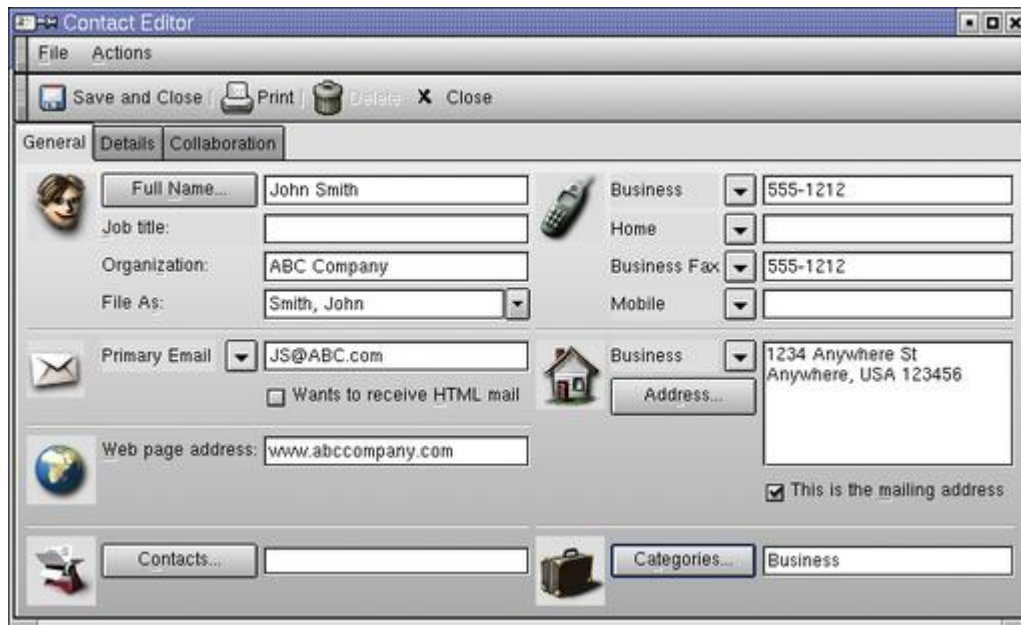 Contact Editor
File Actions
Save and Close Print Delete X Close
General Details Collaboration
Full Name... John Smith
Job title:
Organization: ABC Company
File As: Smith, John
Business 555-1212
Home
Business Fax 555-1212
Mobile
Primary Email JS@ABC.com
Wants to receive HTML mail
Business
Address...
1234 Anywhere St
Anywhere, USA 123456
This is the mailing address
Web page address: www.abccompany.com
Contacts...
Categories... Business